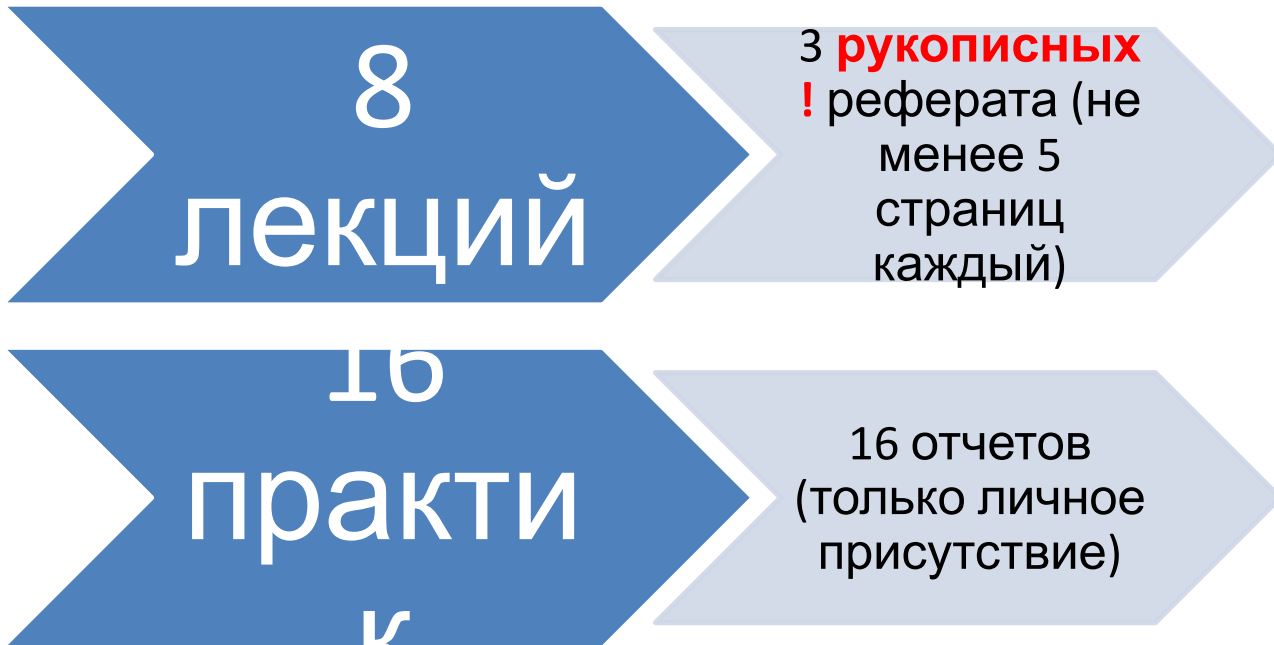 8
лекций
3 рукописных
! реферата (не
менее 5
страниц
каждый)
16
практи
к
16 отчетов
(только личное
присутствие)